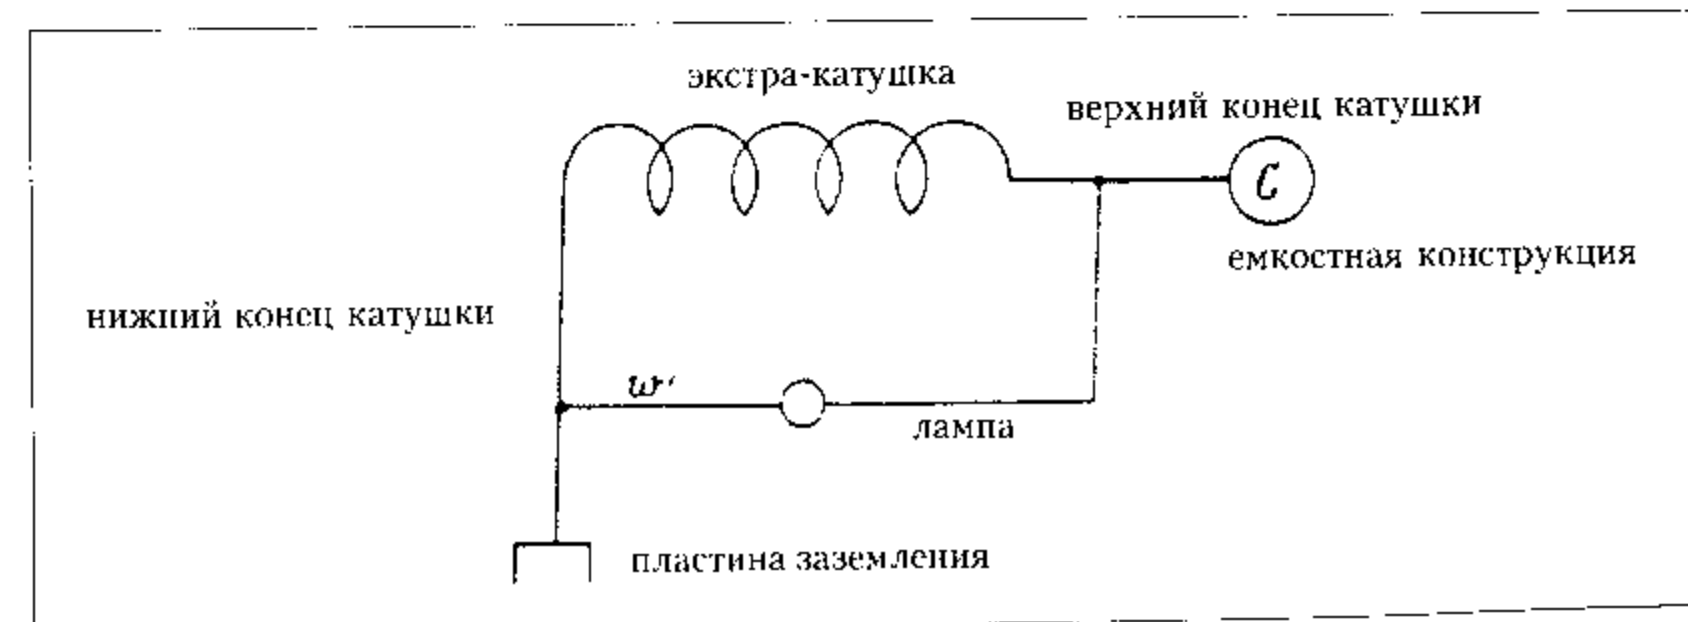 экстра-катушка
верхний конец катушки
C
емкостная конструкция
нижний конец катушки
w'
лампа
пластина заземления